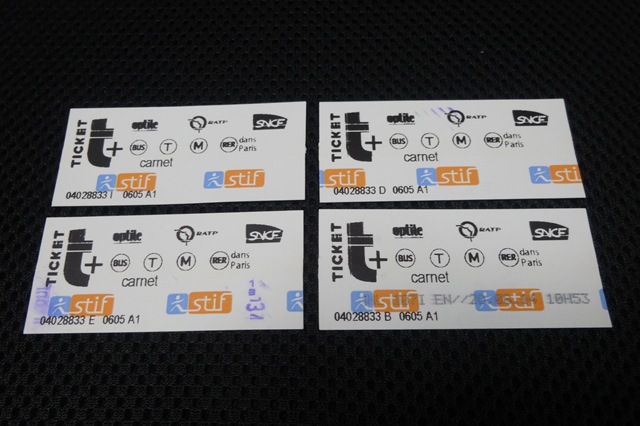 TICKET t+ optile RATP SNCF
BUS T M RER dans Paris
carnet
stif stif
04028833 I 0605 A1
TICKET t+ optile RATP SNCF
BUS T M RER dans Paris
carnet
stif stif
04028833 D 0605 A1
TICKET t+ optile RATP SNCF
BUS T M RER dans Paris
carnet
stif stif
04028833 E 0605 A1
TICKET t+ optile RATP SNCF
BUS T M RER dans Paris
carnet
stif stif
10H53
04028833 B 0605 A1